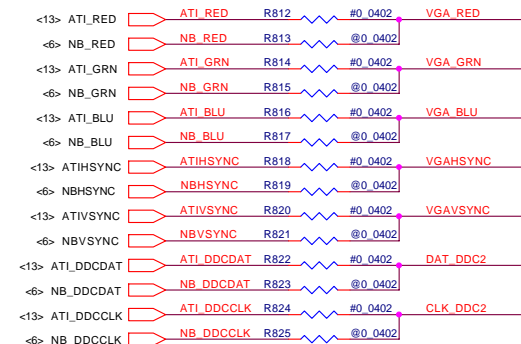 <13> ATI_RED ATI_RED R812 #0_0402 VGA_RED
<6> NB_RED NB_RED R813 @0_0402
<13> ATI_GRN ATI_GRN R814 #0_0402 VGA_GRN
<6> NB_GRN NB_GRN R815 @0_0402
<13> ATI_BLU ATI_BLU R816 #0_0402 VGA_BLU
<6> NB_BLU NB_BLU R817 @0_0402
<13> ATIHSYNC ATIHSYNC R818 #0_0402 VGAHSYNC
<6> NBHSYNC NBHSYNC R819 @0_0402
<13> ATIVSYNC ATIVSYNC R820 #0_0402 VGAVSYNC
<6> NBVSYNC NBVSYNC R821 @0_0402
<13> ATI_DDCDAT ATI_DDCDAT R822 #0_0402 DAT_DDC2
<6> NB_DDCDAT NB_DDCDAT R823 @0_0402
<13> ATI_DDCCLK ATI_DDCCLK R824 #0_0402 CLK_DDC2
<6> NB_DDCCLK NB_DDCCLK R825 @0_0402